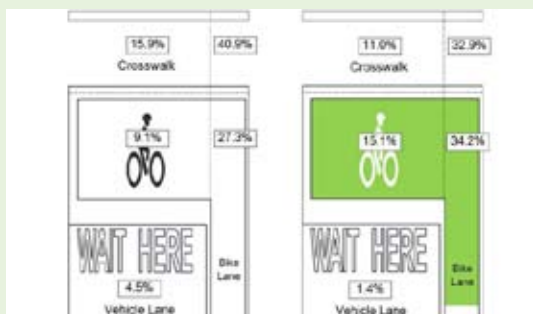 15.9% 40.9%
Crosswalk
9.1% 27.3%
WAIT HERE
Bike
Lane
4.5%
Vehicle Lane
11.0% 32.9%
Crosswalk
15.1% 34.2%
WAIT HERE
Bike
Lane
1.4%
Vehicle Lane